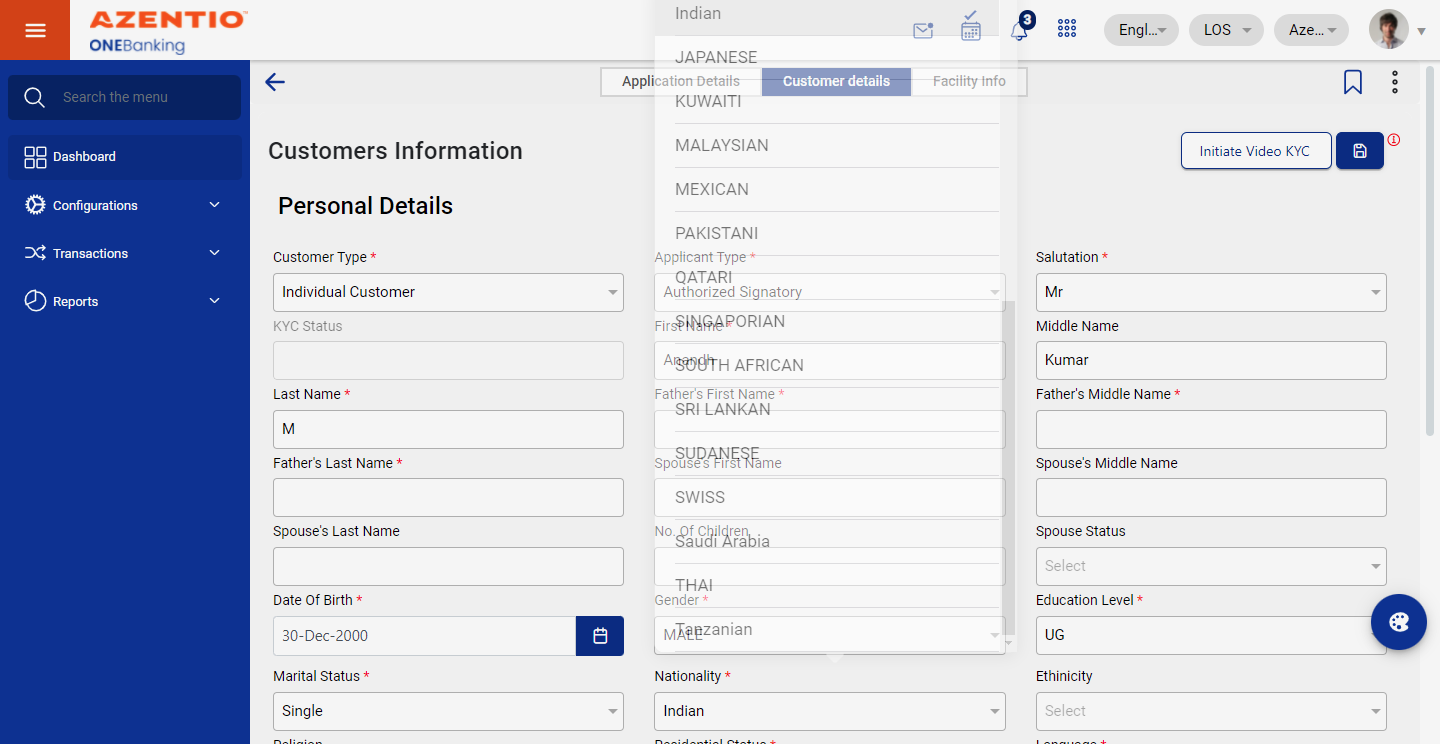 AZENTIO™
ONEBanking
Indian
3
Engl...
LOS
Aze...
Search the menu
Dashboard
Configurations
Transactions
Reports
Application Details
Customer details
Facility Info
JAPANESE
KUWAITI
MALAYSIAN
MEXICAN
PAKISTANI
QATARI
SINGAPORIAN
SOUTH AFRICAN
SRI LANKAN
SUDANESE
SWISS
Saudi Arabia
THAI
Tanzanian
Customers Information
Initiate Video KYC
Personal Details
Customer Type *
Applicant Type *
Salutation *
Individual Customer
Authorized Signatory
Mr
KYC Status
First Name *
Middle Name
Anandh
Kumar
Last Name *
Father's First Name *
Father's Middle Name *
M
Father's Last Name *
Spouse's First Name
Spouse's Middle Name
Spouse's Last Name
No. Of Children
Spouse Status
Select
Date Of Birth *
Gender *
Education Level *
30-Dec-2000
MALE
UG
Marital Status *
Nationality *
Ethinicity
Single
Indian
Select
Religion
Residential Status *
Language *